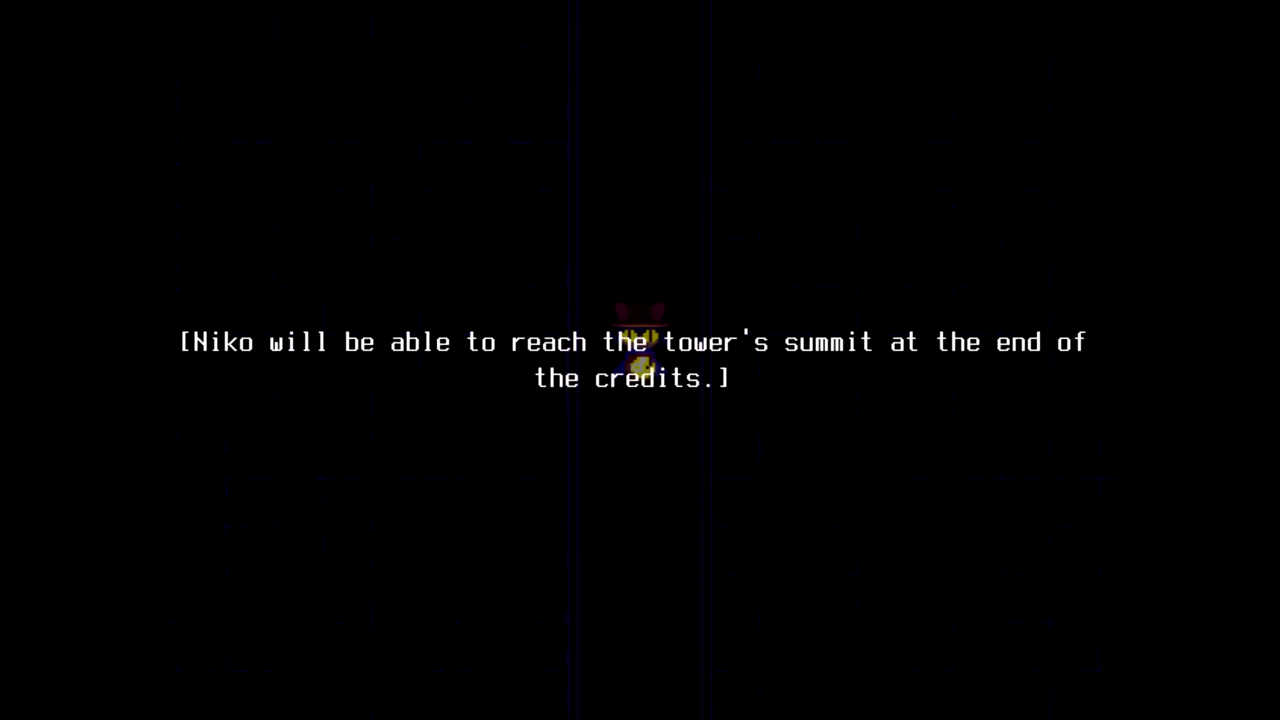 [Niko will be able to reach the tower's summit at the end of
the credits.]